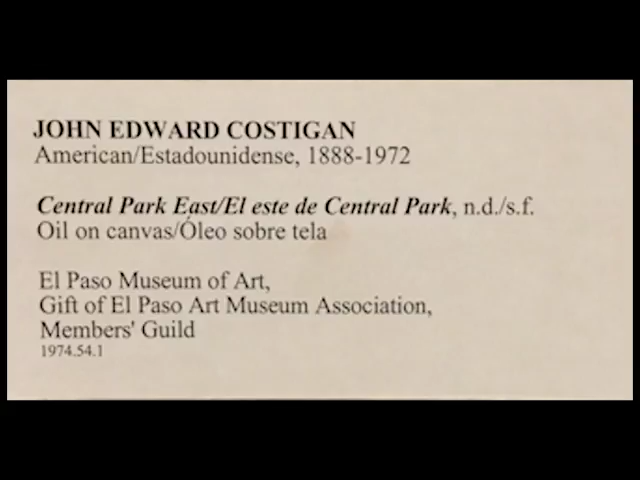 JOHN EDWARD COSTIGAN
American/Estadounidense, 1888-1972
Central Park East/El este de Central Park, n.d./s.f.
Oil on canvas/Óleo sobre tela
El Paso Museum of Art,
Gift of El Paso Art Museum Association,
Members' Guild
1974.54.1